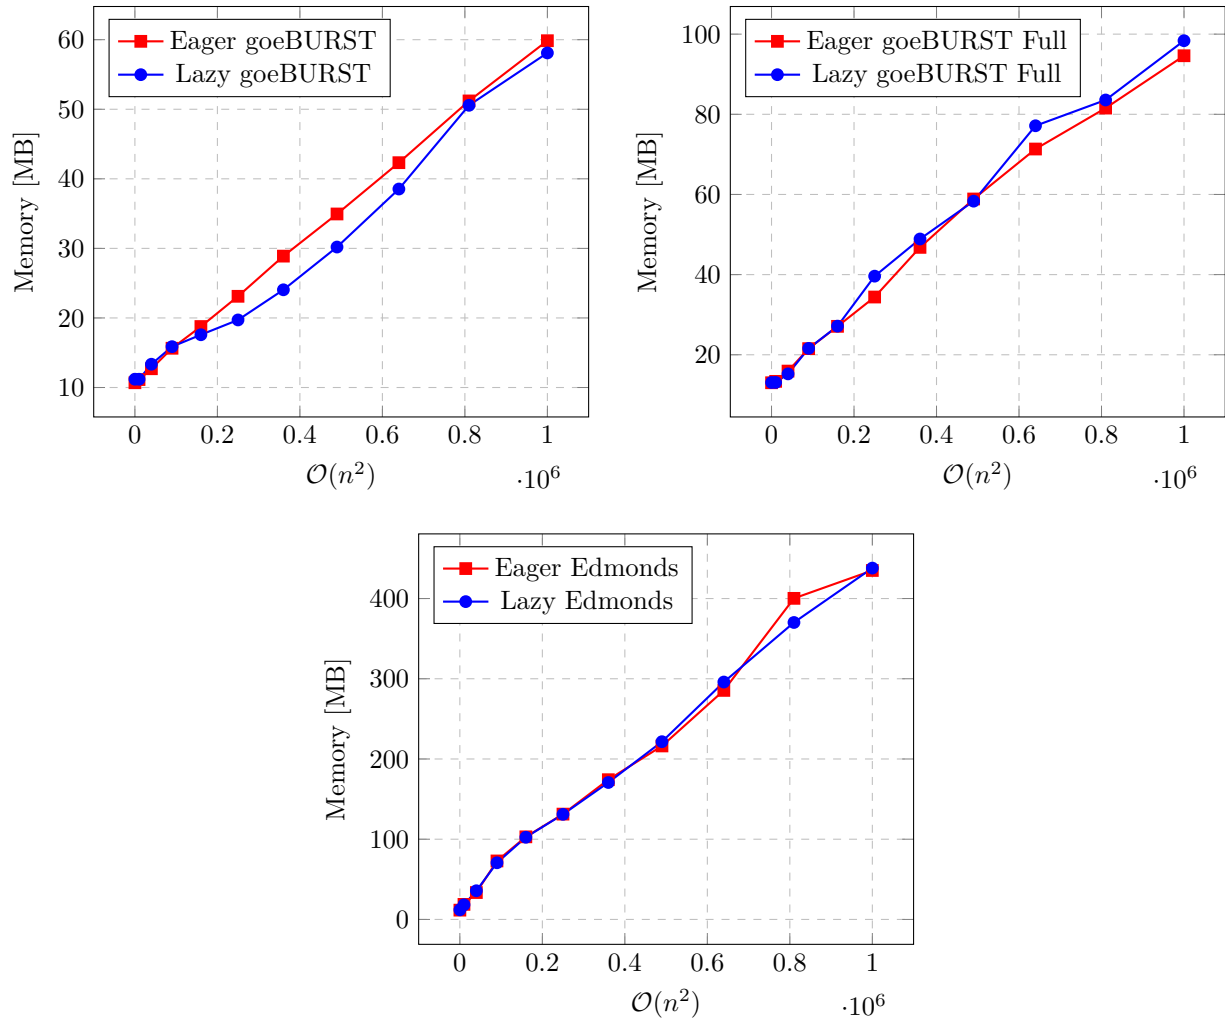 Eager goeBURST
Lazy goeBURST
Memory [MB]
60
50
40
30
20
10
0 0.2 0.4 0.6 0.8 1
𝒪(n²)
·10⁶
Eager goeBURST Full
Lazy goeBURST Full
Memory [MB]
100
80
60
40
20
0 0.2 0.4 0.6 0.8 1
𝒪(n²)
·10⁶
Eager Edmonds
Lazy Edmonds
Memory [MB]
400
300
200
100
0
0 0.2 0.4 0.6 0.8 1
𝒪(n²)
·10⁶